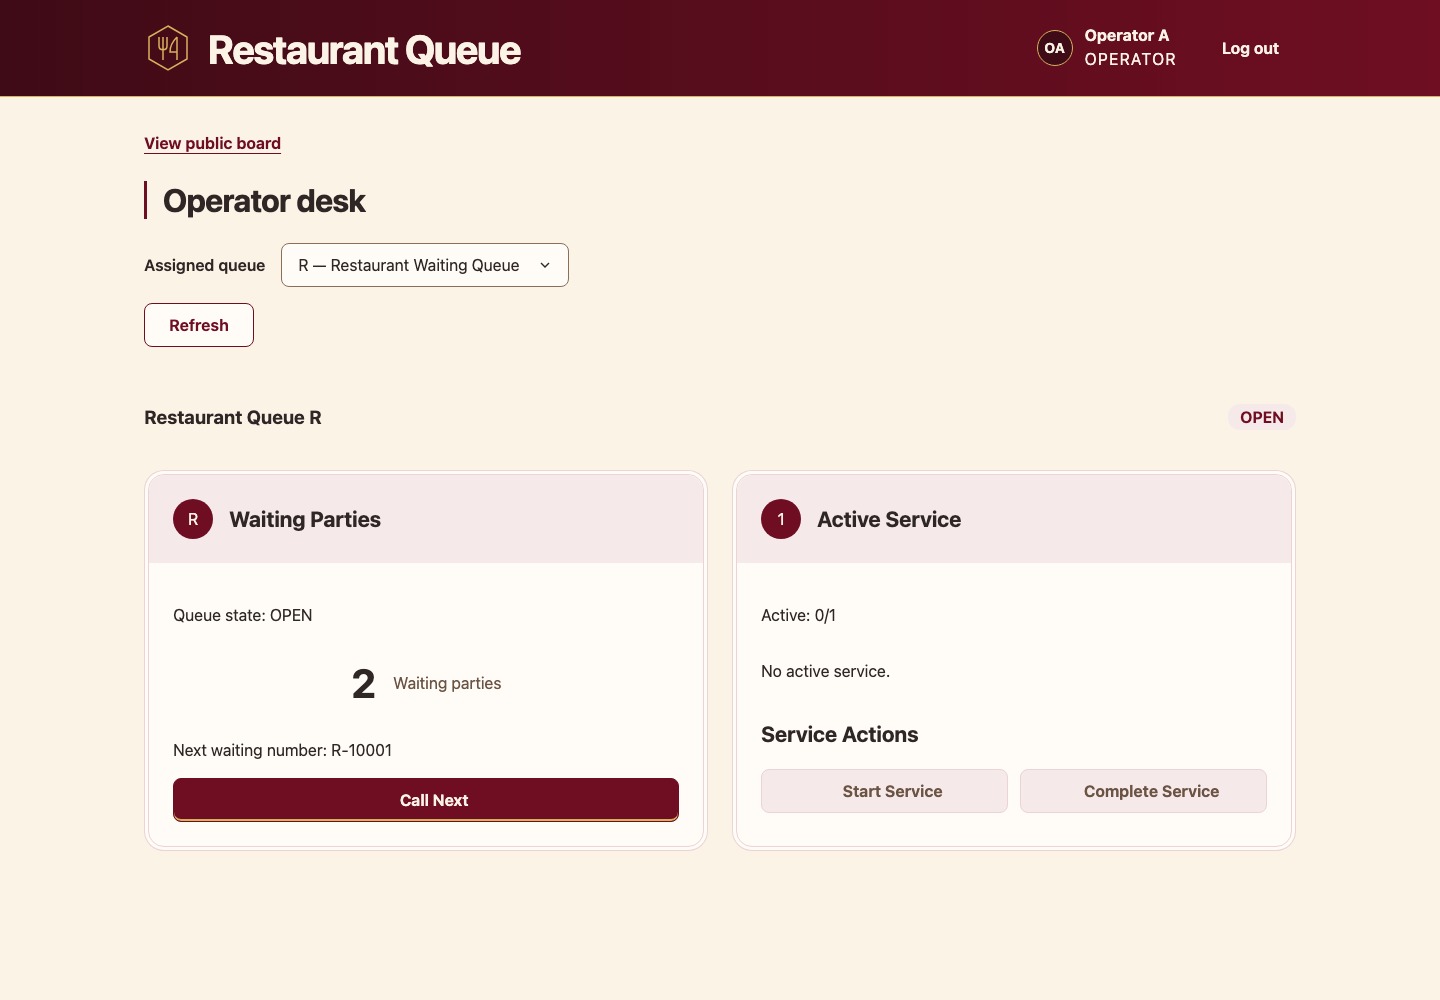 Restaurant Queue
OA
Operator A
OPERATOR
Log out
View public board
Operator desk
Assigned queue
R — Restaurant Waiting Queue
Refresh
Restaurant Queue R
OPEN
R
Waiting Parties
Queue state: OPEN
2 Waiting parties
Next waiting number: R-10001
Call Next
1
Active Service
Active: 0/1
No active service.
Service Actions
Start Service
Complete Service